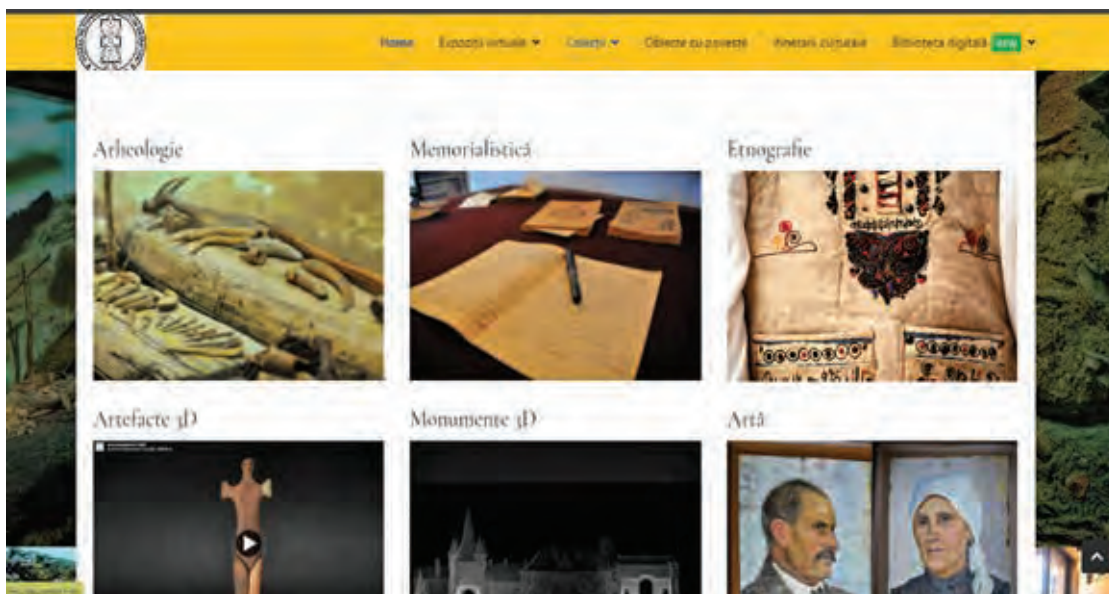 Home Expoziții virtuale Colecții Obiecte cu poveste Itinerarii culturale Biblioteca digitală
Arheologie Memorialistică Etnografie
Artefacte 3D Monumente 3D Artă